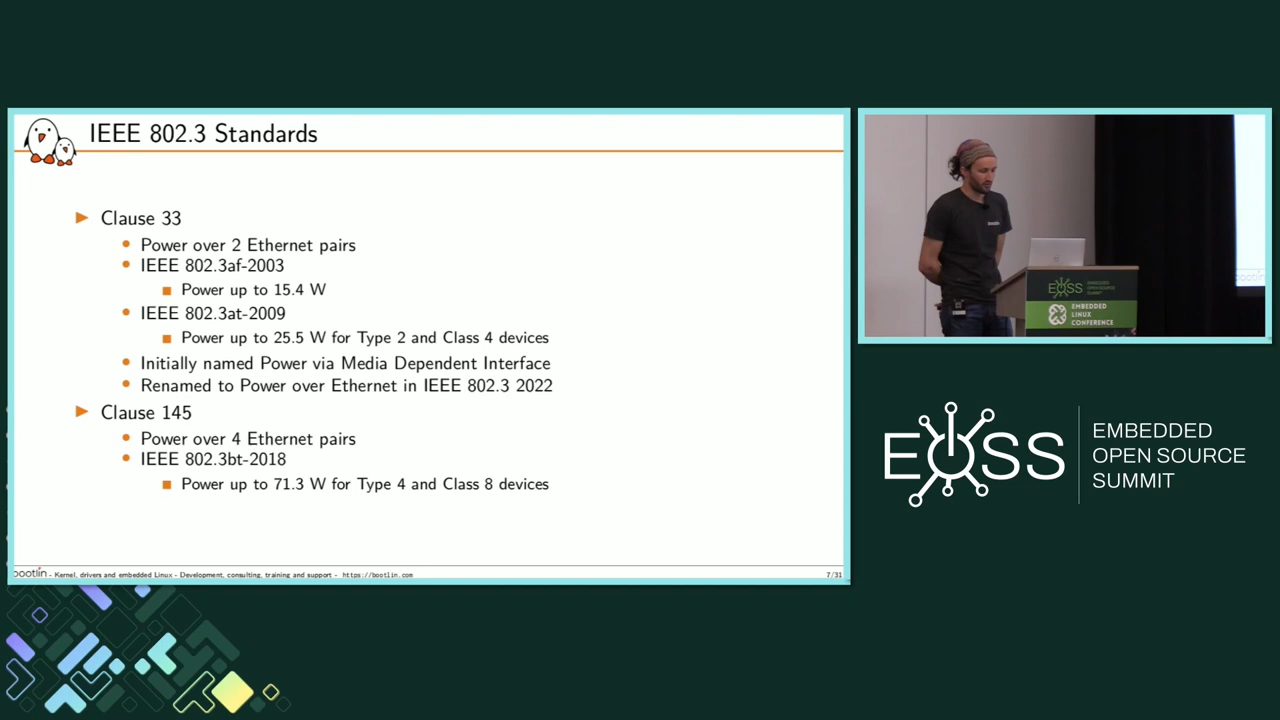 IEEE 802.3 Standards
Clause 33
Power over 2 Ethernet pairs
IEEE 802.3af-2003
Power up to 15.4 W
IEEE 802.3at-2009
Power up to 25.5 W for Type 2 and Class 4 devices
Initially named Power via Media Dependent Interface
Renamed to Power over Ethernet in IEEE 802.3 2022
Clause 145
Power over 4 Ethernet pairs
IEEE 802.3bt-2018
Power up to 71.3 W for Type 4 and Class 8 devices
bootlin - Kernel, drivers and embedded Linux - Development, consulting, training and support - https://bootlin.com
7/31
EOSS
EMBEDDED
OPEN SOURCE
SUMMIT
EMBEDDED
LINUX
CONFERENCE
EOSS
EMBEDDED
OPEN SOURCE
SUMMIT